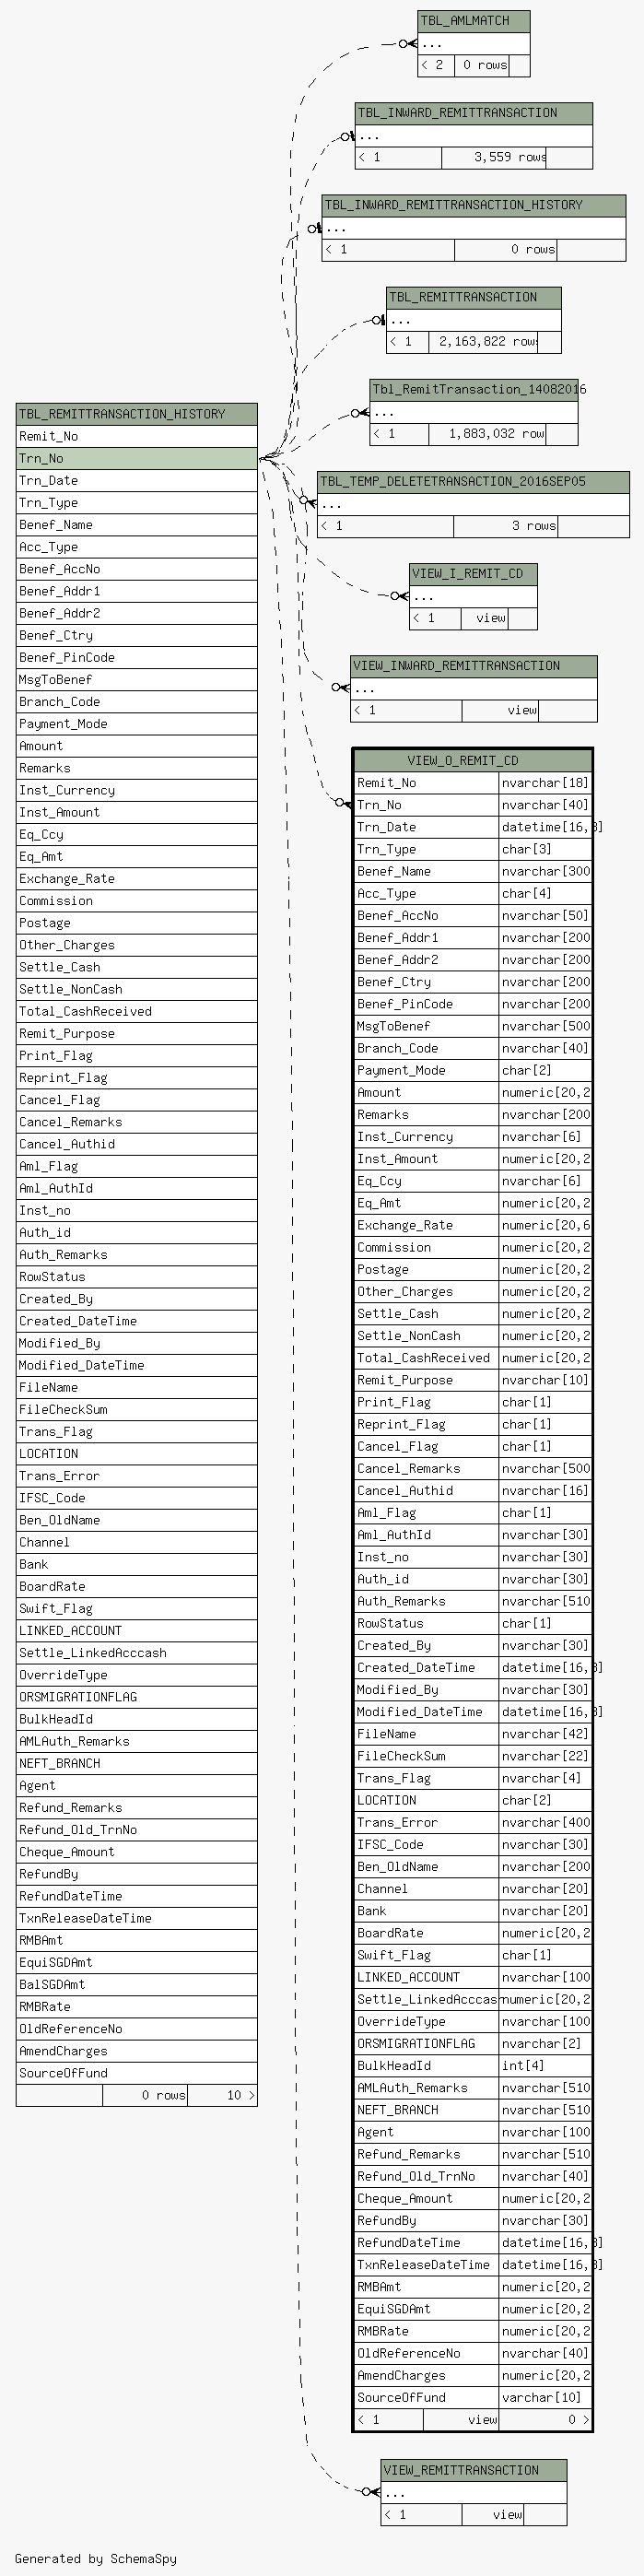 TBL_AMLMATCH
...
< 2 0 rows
TBL_INWARD_REMITTRANSACTION
...
< 1 3,559 rows
TBL_INWARD_REMITTRANSACTION_HISTORY
...
< 1 0 rows
TBL_REMITTRANSACTION
...
< 1 2,163,822 rows
Tbl_RemitTransaction_14082016
...
< 1 1,883,032 row
TBL_TEMP_DELETETRANSACTION_2016SEP05
...
< 1 3 rows
VIEW_I_REMIT_CD
...
< 1 view
VIEW_INWARD_REMITTRANSACTION
...
< 1 view
TBL_REMITTRANSACTION_HISTORY
Remit_No
Trn_No
Trn_Date
Trn_Type
Benef_Name
Acc_Type
Benef_AccNo
Benef_Addr1
Benef_Addr2
Benef_Ctry
Benef_PinCode
MsgToBenef
Branch_Code
Payment_Mode
Amount
Remarks
Inst_Currency
Inst_Amount
Eq_Ccy
Eq_Amt
Exchange_Rate
Commission
Postage
Other_Charges
Settle_Cash
Settle_NonCash
Total_CashReceived
Remit_Purpose
Print_Flag
Reprint_Flag
Cancel_Flag
Cancel_Remarks
Cancel_Authid
Aml_Flag
Aml_AuthId
Inst_no
Auth_id
Auth_Remarks
RowStatus
Created_By
Created_DateTime
Modified_By
Modified_DateTime
FileName
FileCheckSum
Trans_Flag
LOCATION
Trans_Error
IFSC_Code
Ben_OldName
Channel
Bank
BoardRate
Swift_Flag
LINKED_ACCOUNT
Settle_LinkedAcccash
OverrideType
ORSMIGRATIONFLAG
BulkHeadId
AMLAuth_Remarks
NEFT_BRANCH
Agent
Refund_Remarks
Refund_Old_TrnNo
Cheque_Amount
RefundBy
RefundDateTime
TxnReleaseDateTime
RMBAmt
EquiSGDAmt
BalSGDAmt
RMBRate
OldReferenceNo
AmendCharges
SourceOfFund
0 rows 10 >
VIEW_O_REMIT_CD
Remit_No nvarchar[18]
Trn_No nvarchar[40]
Trn_Date datetime[16,3]
Trn_Type char[3]
Benef_Name nvarchar[300
Acc_Type char[4]
Benef_AccNo nvarchar[50]
Benef_Addr1 nvarchar[200
Benef_Addr2 nvarchar[200
Benef_Ctry nvarchar[200
Benef_PinCode nvarchar[200
MsgToBenef nvarchar[500
Branch_Code nvarchar[40]
Payment_Mode char[2]
Amount numeric[20,2
Remarks nvarchar[200
Inst_Currency nvarchar[6]
Inst_Amount numeric[20,2
Eq_Ccy nvarchar[6]
Eq_Amt numeric[20,2
Exchange_Rate numeric[20,6
Commission numeric[20,2
Postage numeric[20,2
Other_Charges numeric[20,2
Settle_Cash numeric[20,2
Settle_NonCash numeric[20,2
Total_CashReceived numeric[20,2
Remit_Purpose nvarchar[10]
Print_Flag char[1]
Reprint_Flag char[1]
Cancel_Flag char[1]
Cancel_Remarks nvarchar[500
Cancel_Authid nvarchar[16]
Aml_Flag char[1]
Aml_AuthId nvarchar[30]
Inst_no nvarchar[30]
Auth_id nvarchar[30]
Auth_Remarks nvarchar[510
RowStatus char[1]
Created_By nvarchar[30]
Created_DateTime datetime[16,3]
Modified_By nvarchar[30]
Modified_DateTime datetime[16,3]
FileName nvarchar[42]
FileCheckSum nvarchar[22]
Trans_Flag nvarchar[4]
LOCATION char[2]
Trans_Error nvarchar[400
IFSC_Code nvarchar[30]
Ben_OldName nvarchar[200
Channel nvarchar[20]
Bank nvarchar[20]
BoardRate numeric[20,2
Swift_Flag char[1]
LINKED_ACCOUNT nvarchar[100
Settle_LinkedAcccas numeric[20,2
OverrideType nvarchar[100
ORSMIGRATIONFLAG nvarchar[2]
BulkHeadId int[4]
AMLAuth_Remarks nvarchar[510
NEFT_BRANCH nvarchar[510
Agent nvarchar[100
Refund_Remarks nvarchar[510
Refund_Old_TrnNo nvarchar[40]
Cheque_Amount numeric[20,2
RefundBy nvarchar[30]
RefundDateTime datetime[16,3]
TxnReleaseDateTime datetime[16,3]
RMBAmt numeric[20,2
EquiSGDAmt numeric[20,2
RMBRate numeric[20,2
OldReferenceNo nvarchar[40]
AmendCharges numeric[20,2
SourceOfFund varchar[10]
< 1 view 0 >
VIEW_REMITTRANSACTION
...
< 1 view
Generated by SchemaSpy